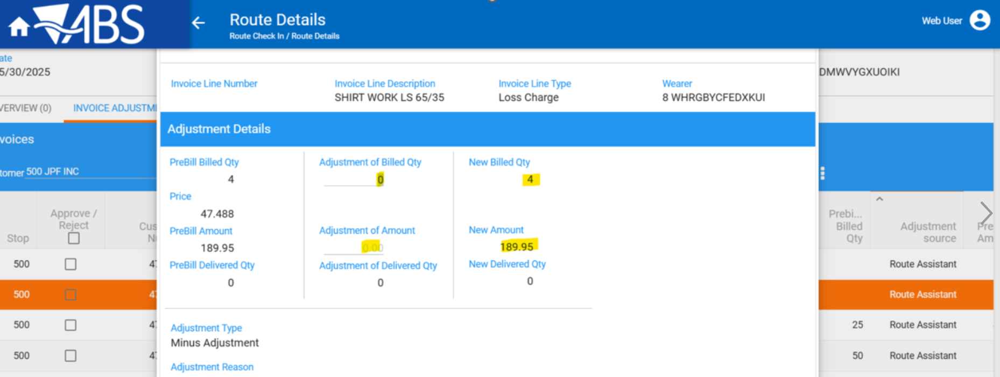 ABS
Route Details
Route Check In / Route Details
Web User
ate
5/30/2025
DMWVYGXUOIKI
Invoice Line Number
Invoice Line Description
SHIRT WORK LS 65/35
Invoice Line Type
Loss Charge
Wearer
8 WHRGBYCFEDXKUI
VERVIEW (0)
INVOICE ADJUSTM
Adjustment Details
voices
tomer 500 JPF INC
PreBill Billed Qty
4
Adjustment of Billed Qty
0
New Billed Qty
4
Price
47.488
PreBill Amount
189.95
Adjustment of Amount
0.00
New Amount
189.95
PreBill Delivered Qty
0
Adjustment of Delivered Qty
0
New Delivered Qty
0
Adjustment Type
Minus Adjustment
Adjustment Reason
Stop
Approve /
Reject
Cus
N
Prebi...
Billed
Qty
Adjustment
source
Pre
Am
500
4
Route Assistant
500
4
Route Assistant
500
4
25
Route Assistant
500
4
50
Route Assistant